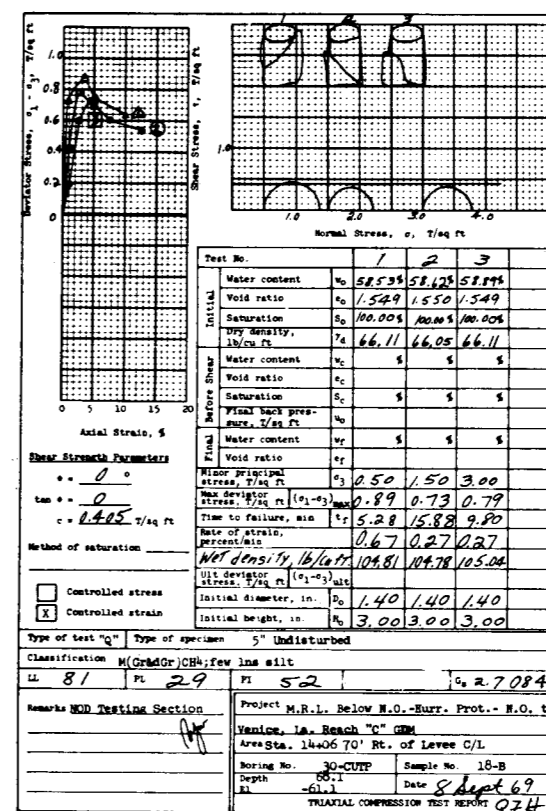 1 2 3
Deviator Stress, σ₁ - σ₃, T/sq ft
1.0
0.8
0.6
0.4
0.2
0
0 5 10 15 20
Axial Strain, %
Shear Stress, τ, T/sq ft
1.0
1.0 2.0 3.0 4.0
Normal Stress, σ, T/sq ft
Shear Strength Parameters
φ = 0 °
tan φ = 0
c = 0.405 T/sq ft
Method of saturation
Controlled stress
X Controlled strain
Test No. 1 2 3
Initial
Water content w₀ 58.53% 58.62% 58.89%
Void ratio e₀ 1.549 1.550 1.549
Saturation S₀ 100.00% 100.00% 100.00%
Dry density, lb/cu ft γd 66.11 66.05 66.11
Before Shear
Water content wc % % %
Void ratio ec
Saturation Sc % % %
Final back pressure, T/sq ft u₀
Final
Water content wf % % %
Void ratio ef
Minor principal stress, T/sq ft σ₃ 0.50 1.50 3.00
Max deviator stress, T/sq ft (σ₁-σ₃)max 0.89 0.73 0.79
Time to failure, min tf 5.28 15.88 9.80
Rate of strain, percent/min 0.67 0.27 0.27
Wet density, lb/cu ft 104.81 104.78 105.04
Ult deviator stress, T/sq ft (σ₁-σ₃)ult
Initial diameter, in. D₀ 1.40 1.40 1.40
Initial height, in. H₀ 3.00 3.00 3.00
Type of test "Q" Type of specimen 5" Undisturbed
Classification M(Gr&dGr)CH4;few lns silt
LL 81 PL 29 PI 52 Gs 2.7084
Remarks NOD Testing Section
Project M.R.L. Below N.O.-Hurr. Prot.- N.O. t
Venice, La. Reach "C" GDM
Area Sta. 14+06 70' Rt. of Levee C/L
Boring No. 30-CUTP Sample No. 18-B
Depth 68.1
El -61.1 Date 8 Sept 69
TRIAXIAL COMPRESSION TEST REPORT